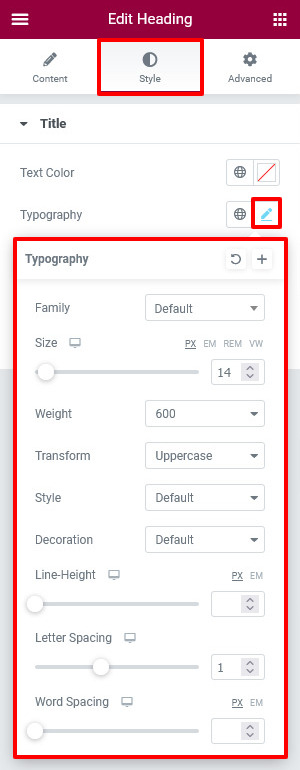 Edit Heading
Content Style Advanced
Title
Text Color
Typography
Typography
Family Default
Size PX EM REM VW
14
Weight 600
Transform Uppercase
Style Default
Decoration Default
Line-Height PX EM
Letter Spacing
1
Word Spacing PX EM